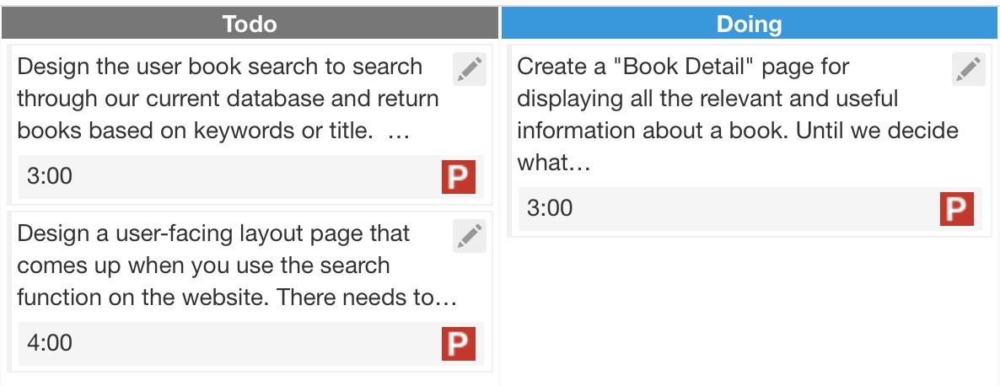 Todo
Design the user book search to search
through our current database and return
books based on keywords or title.  …
3:00
P
Design a user-facing layout page that
comes up when you use the search
function on the website. There needs to…
4:00
P
Doing
Create a "Book Detail" page for
displaying all the relevant and useful
information about a book. Until we decide
what…
3:00
P